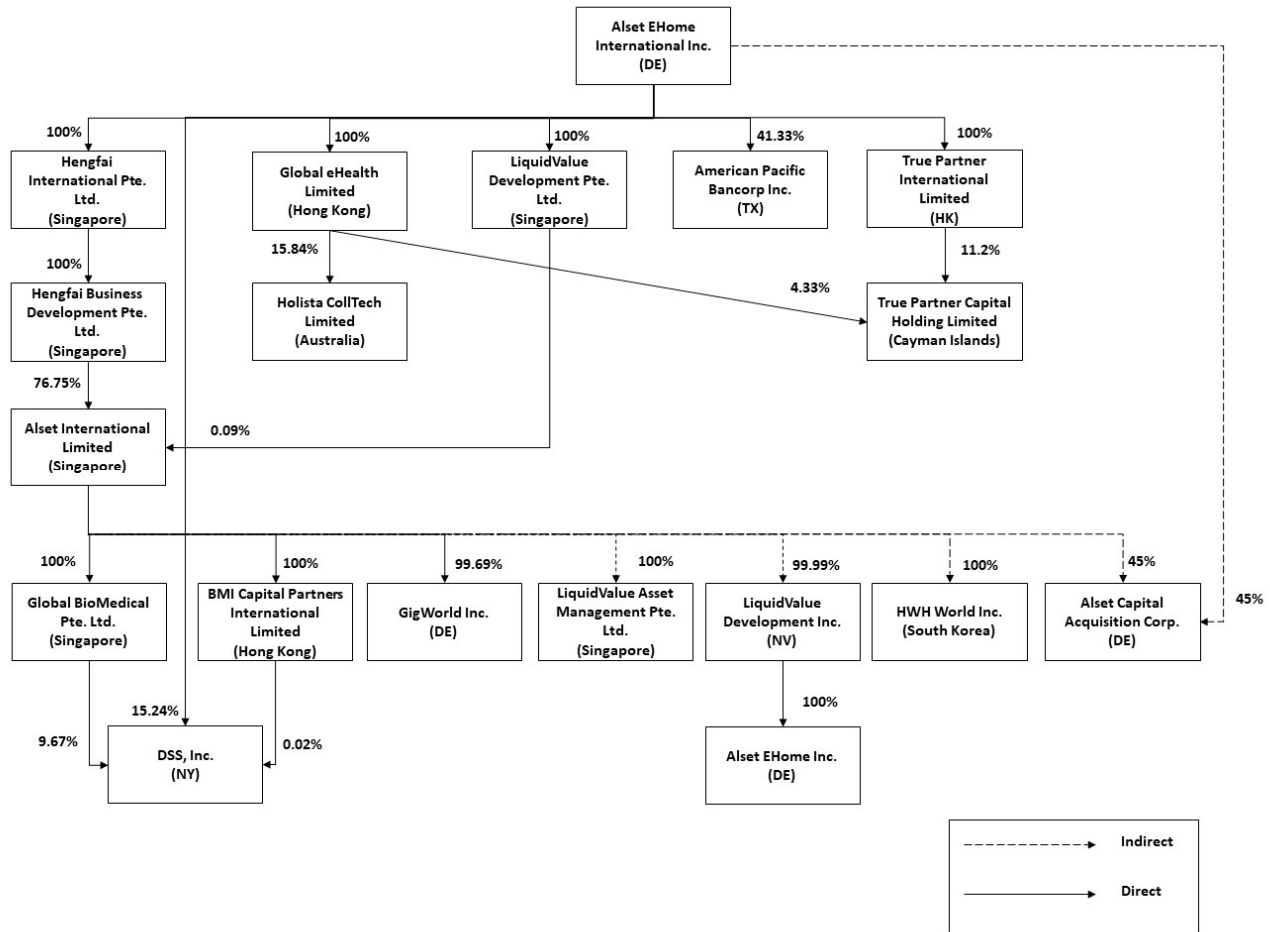 Alset EHome
International Inc.
(DE)
100%
100%
100%
41.33%
100%
Hengfai
International Pte.
Ltd.
(Singapore)
Global eHealth
Limited
(Hong Kong)
LiquidValue
Development Pte.
Ltd.
(Singapore)
American Pacific
Bancorp Inc.
(TX)
True Partner
International
Limited
(HK)
100%
15.84%
4.33%
11.2%
Hengfai Business
Development Pte.
Ltd.
(Singapore)
Holista CollTech
Limited
(Australia)
True Partner Capital
Holding Limited
(Cayman Islands)
76.75%
Alset International
Limited
(Singapore)
0.09%
100%
100%
99.69%
100%
99.99%
100%
45%
45%
Global BioMedical
Pte. Ltd.
(Singapore)
BMI Capital Partners
International
Limited
(Hong Kong)
GigWorld Inc.
(DE)
LiquidValue Asset
Management Pte.
Ltd.
(Singapore)
LiquidValue
Development Inc.
(NV)
HWH World Inc.
(South Korea)
Alset Capital
Acquisition Corp.
(DE)
9.67%
15.24%
0.02%
100%
DSS, Inc.
(NY)
Alset EHome Inc.
(DE)
Indirect
Direct